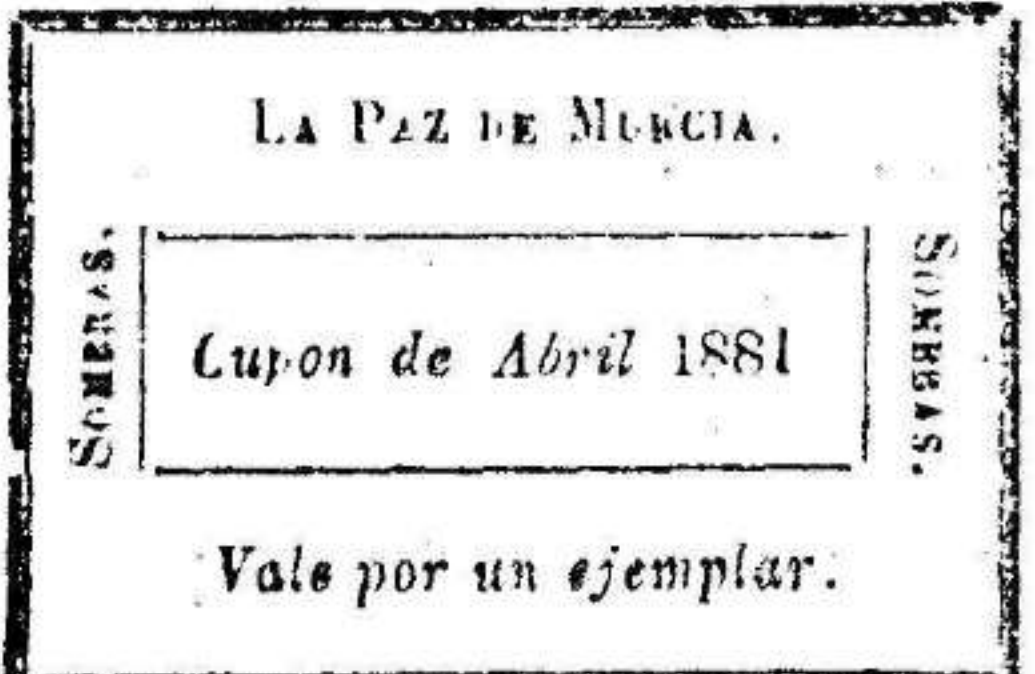 LA PAZ DE MURCIA.
SOMBRAS.
Cupon de Abril 1881
SOMBRAS.
Vale por un ejemplar.